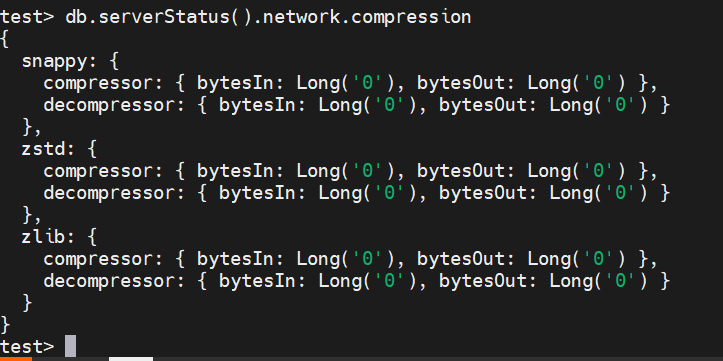 test> db.serverStatus().network.compression
{
  snappy: {
    compressor: { bytesIn: Long('0'), bytesOut: Long('0') },
    decompressor: { bytesIn: Long('0'), bytesOut: Long('0') }
  },
  zstd: {
    compressor: { bytesIn: Long('0'), bytesOut: Long('0') },
    decompressor: { bytesIn: Long('0'), bytesOut: Long('0') }
  },
  zlib: {
    compressor: { bytesIn: Long('0'), bytesOut: Long('0') },
    decompressor: { bytesIn: Long('0'), bytesOut: Long('0') }
  }
}
test>